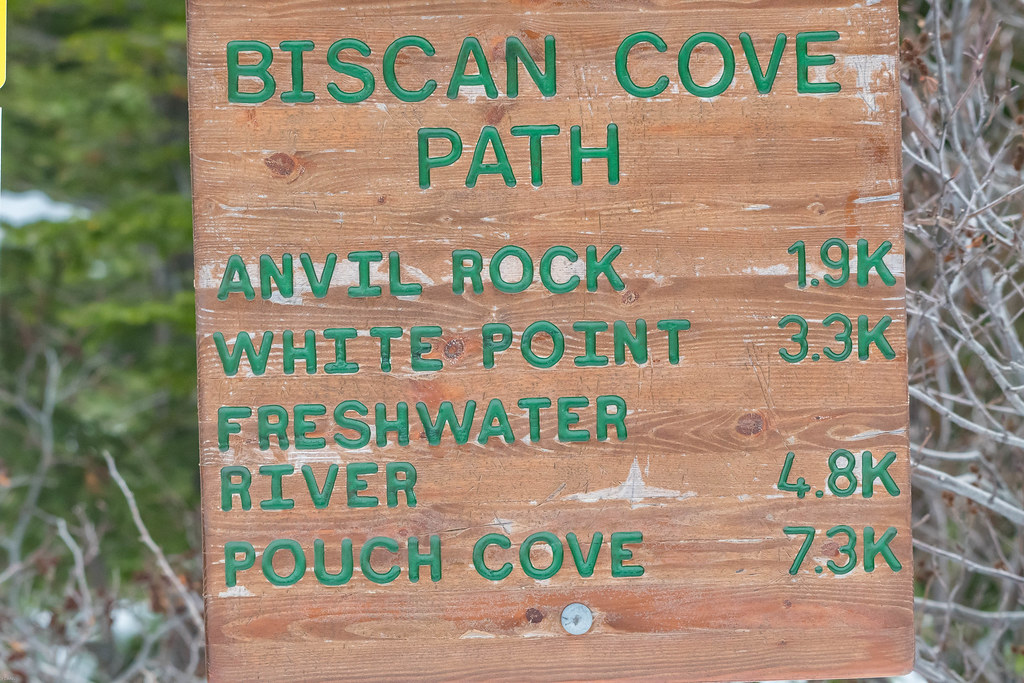 BISCAN COVE
PATH
ANVIL ROCK 1.9K
WHITE POINT 3.3K
FRESHWATER
RIVER 4.8K
POUCH COVE 7.3K